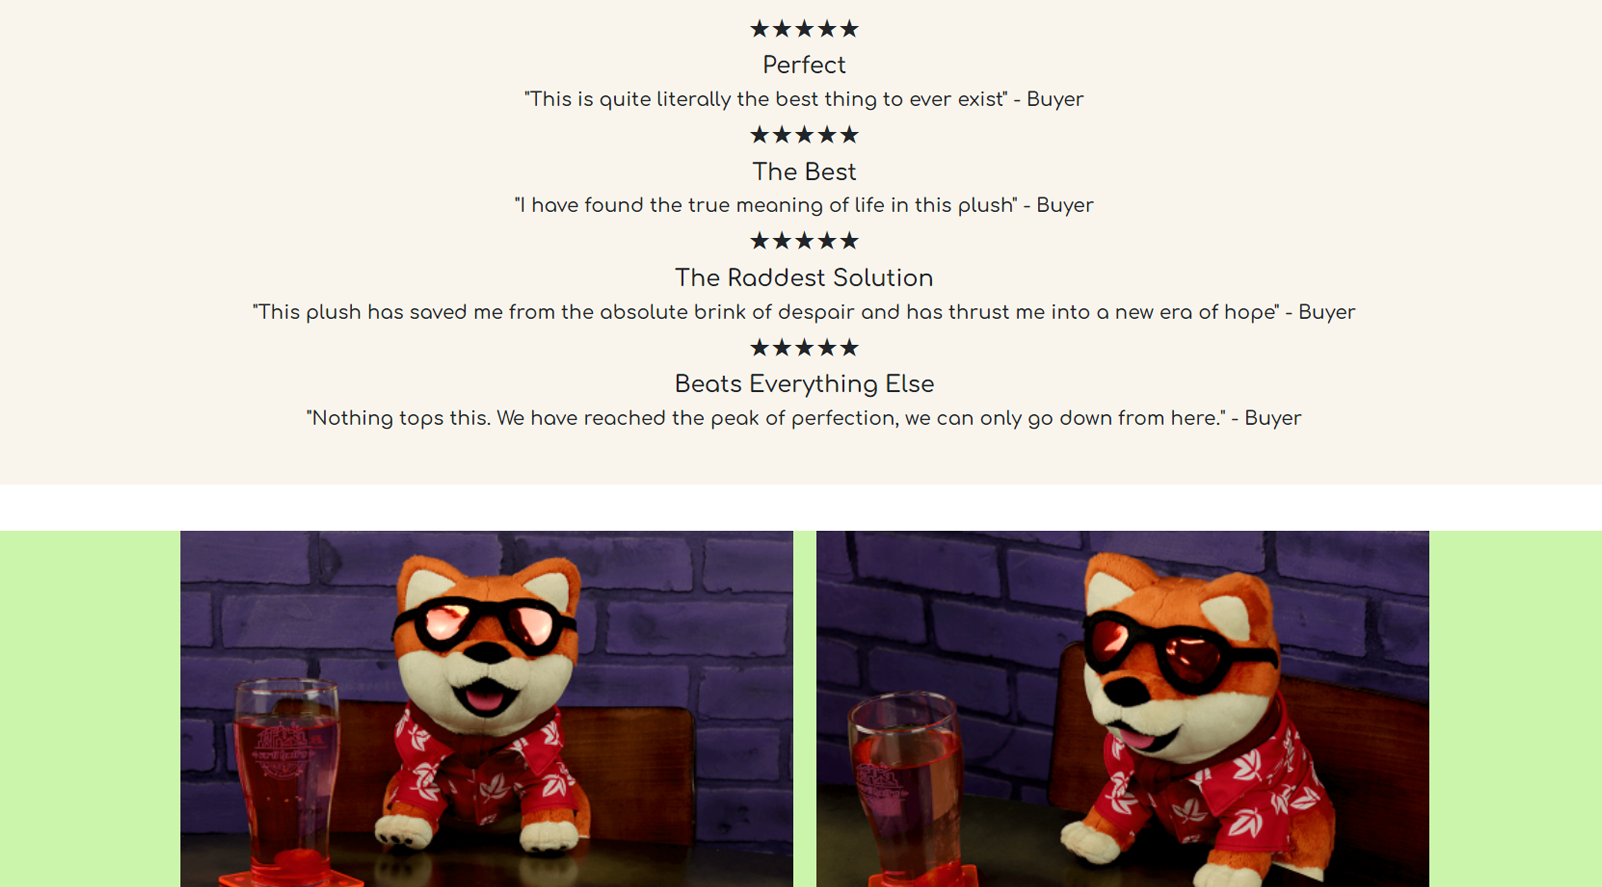 ★★★★★
Perfect
"This is quite literally the best thing to ever exist" - Buyer
★★★★★
The Best
"I have found the true meaning of life in this plush" - Buyer
★★★★★
The Raddest Solution
"This plush has saved me from the absolute brink of despair and has thrust me into a new era of hope" - Buyer
★★★★★
Beats Everything Else
"Nothing tops this. We have reached the peak of perfection, we can only go down from here." - Buyer